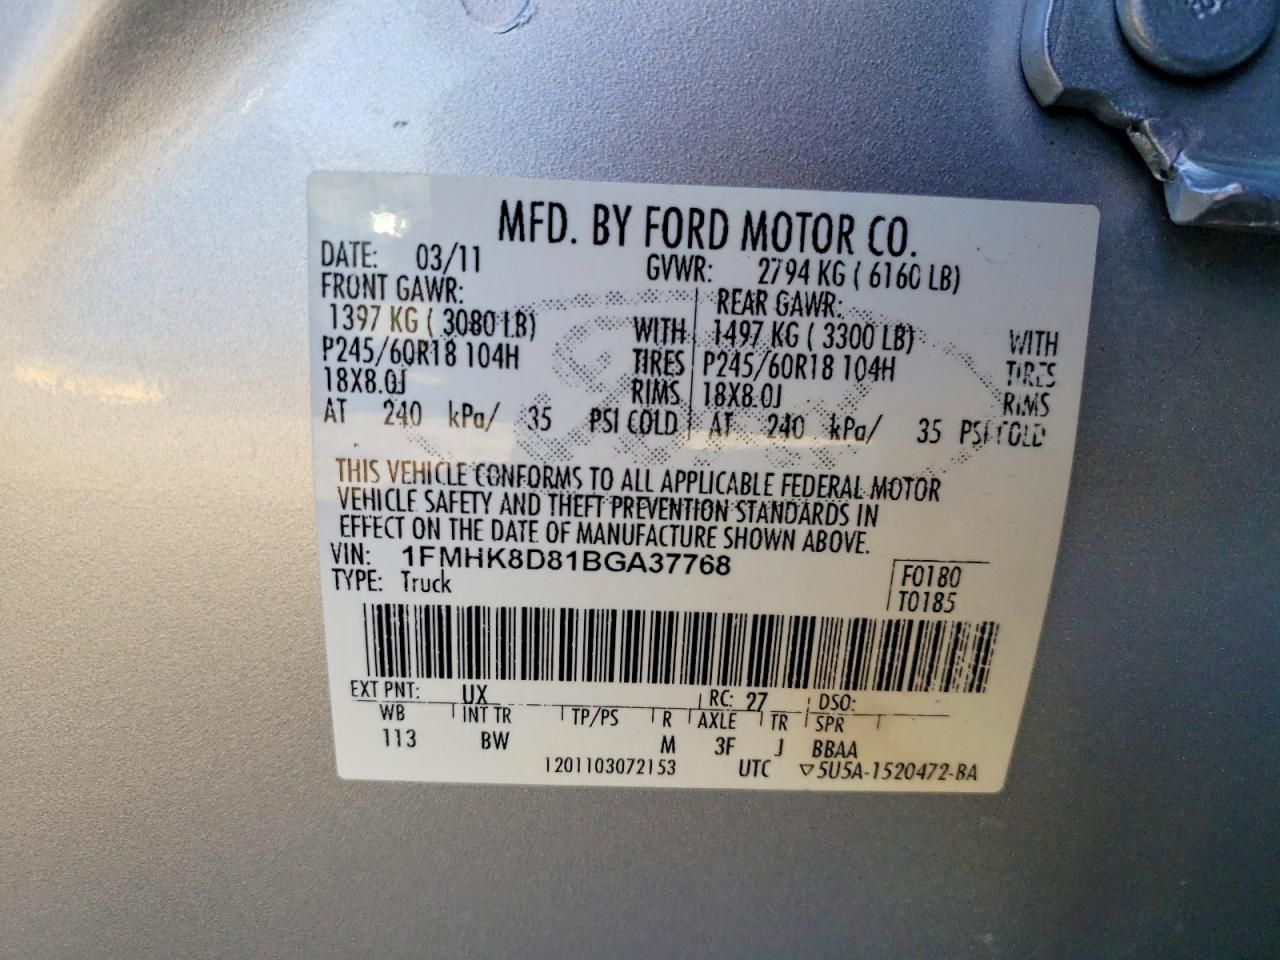 MFD. BY FORD MOTOR CO.
DATE: 03/11 GVWR: 2794 KG ( 6160 LB)
FRONT GAWR: REAR GAWR:
1397 KG ( 3080 LB) WITH 1497 KG ( 3300 LB) WITH
P245/60R18 104H TIRES P245/60R18 104H TIRES
18X8.0J RIMS 18X8.0J RIMS
AT 240 kPa/ 35 PSI COLD AT 240 kPa/ 35 PSI COLD
THIS VEHICLE CONFORMS TO ALL APPLICABLE FEDERAL MOTOR
VEHICLE SAFETY AND THEFT PREVENTION STANDARDS IN
EFFECT ON THE DATE OF MANUFACTURE SHOWN ABOVE.
VIN: 1FMHK8D81BGA37768
TYPE: Truck
F0180
T0185
EXT PNT: UX RC: 27 DSO:
WB INT TR TP/PS R AXLE TR SPR
113 BW M 3F J BBAA
1201103072153 UTC ▽5U5A-1520472-BA